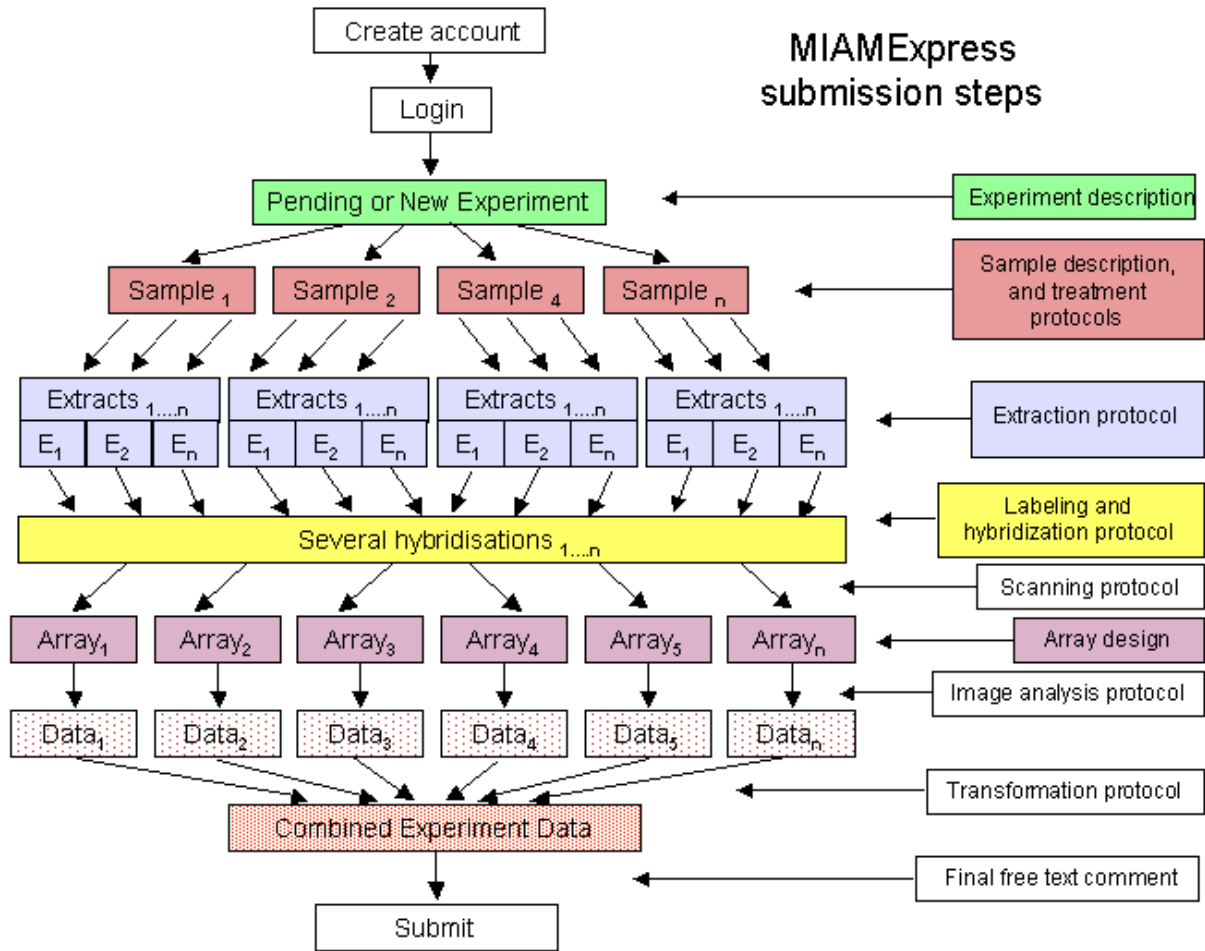 Create account
MIAMExpress
submission steps
Login
Pending or New Experiment
Experiment description
Sample 1
Sample 2
Sample 4
Sample n
Sample description,
and treatment
protocols
Extracts 1....n
Extracts 1....n
Extracts 1....n
Extracts 1....n
Extraction protocol
E1 E2 En
E1 E2 En
E1 E2 En
E1 E2 En
Several hybridisations 1....n
Labeling and
hybridization protocol
Scanning protocol
Array1
Array2
Array3
Array4
Array5
Arrayn
Array design
Image analysis protocol
Data1
Data2
Data3
Data4
Data5
Datan
Transformation protocol
Combined Experiment Data
Final free text comment
Submit